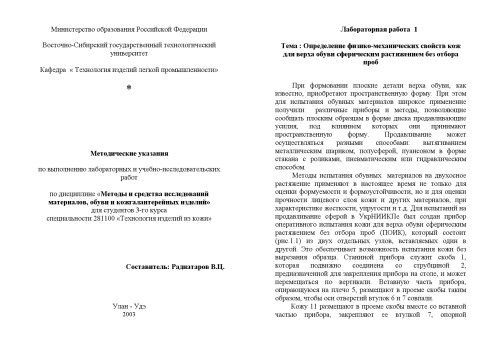 Министерство образования Российской Федерации
Восточно-Сибирский государственный технологический
университет
Кафедра « Технология изделий легкой промышленности»
*
Методические указания
по выполнению лабораторных и учебно-исследовательских
работ
по дисциплине «Методы и средства исследований
материалов, обуви и кожгалантерейных изделий»
для студентов 3-го курса
специальности 281100 «Технология изделий из кожи»
Составитель: Раднатаров В.Ц.
Улан - Удэ
2003
Лабораторная работа 1
Тема : Определение физико-механических свойств кож
для верха обуви сферическим растяжением без отбора
проб
При формовании плоские детали верха обуви, как
известно, приобретают пространственную форму. При этом
для испытания обувных материалов широкое применение
получили различные приборы и методы, позволяющие
сообщать плоским образцам в форме диска продавливающие
усилия, под влиянием которых они принимают
пространственную форму. Продавливание может
осуществляться разными способами: вытягиванием
металлическим шариком, полусферой, пуансоном в форме
стакана с роликами, пневматическим или гидравлическим
способом.
Методы испытания обувных материалов на двухосное
растяжение применяют в настоящее время не только для
оценки формуемости и формоустойчивости, но и для оценки
прочности лицевого слоя кожи и других материалов, при
характеристике жесткости, упругости и т.д. Для испытаний на
продавливание сферой в УкрНИИКПе был создан прибор
оперативного испытания кожи для верха обуви сферическим
растяжением без отбора проб (ПОИК), который состоит
(рис.1.1) из двух отдельных узлов, вставляемых один в
другой. Это обеспечивает возможность испытания кожи без
вырезания образца. Станиной прибора служит скоба 1,
которая подвижно соединена со струбциной 2,
предназначенной для закрепления прибора на столе, и может
перемещаться по вертикали. Вставную часть прибора,
опирающуюся на плечо 5, размещают в проеме скобы таким
образом, чтобы оси отверстий втулок 6 и 7 совпали.
Кожу 11 размещают в проеме скобы вместе со вставной
частью прибора, закрепляют ее втулкой 7, опорной